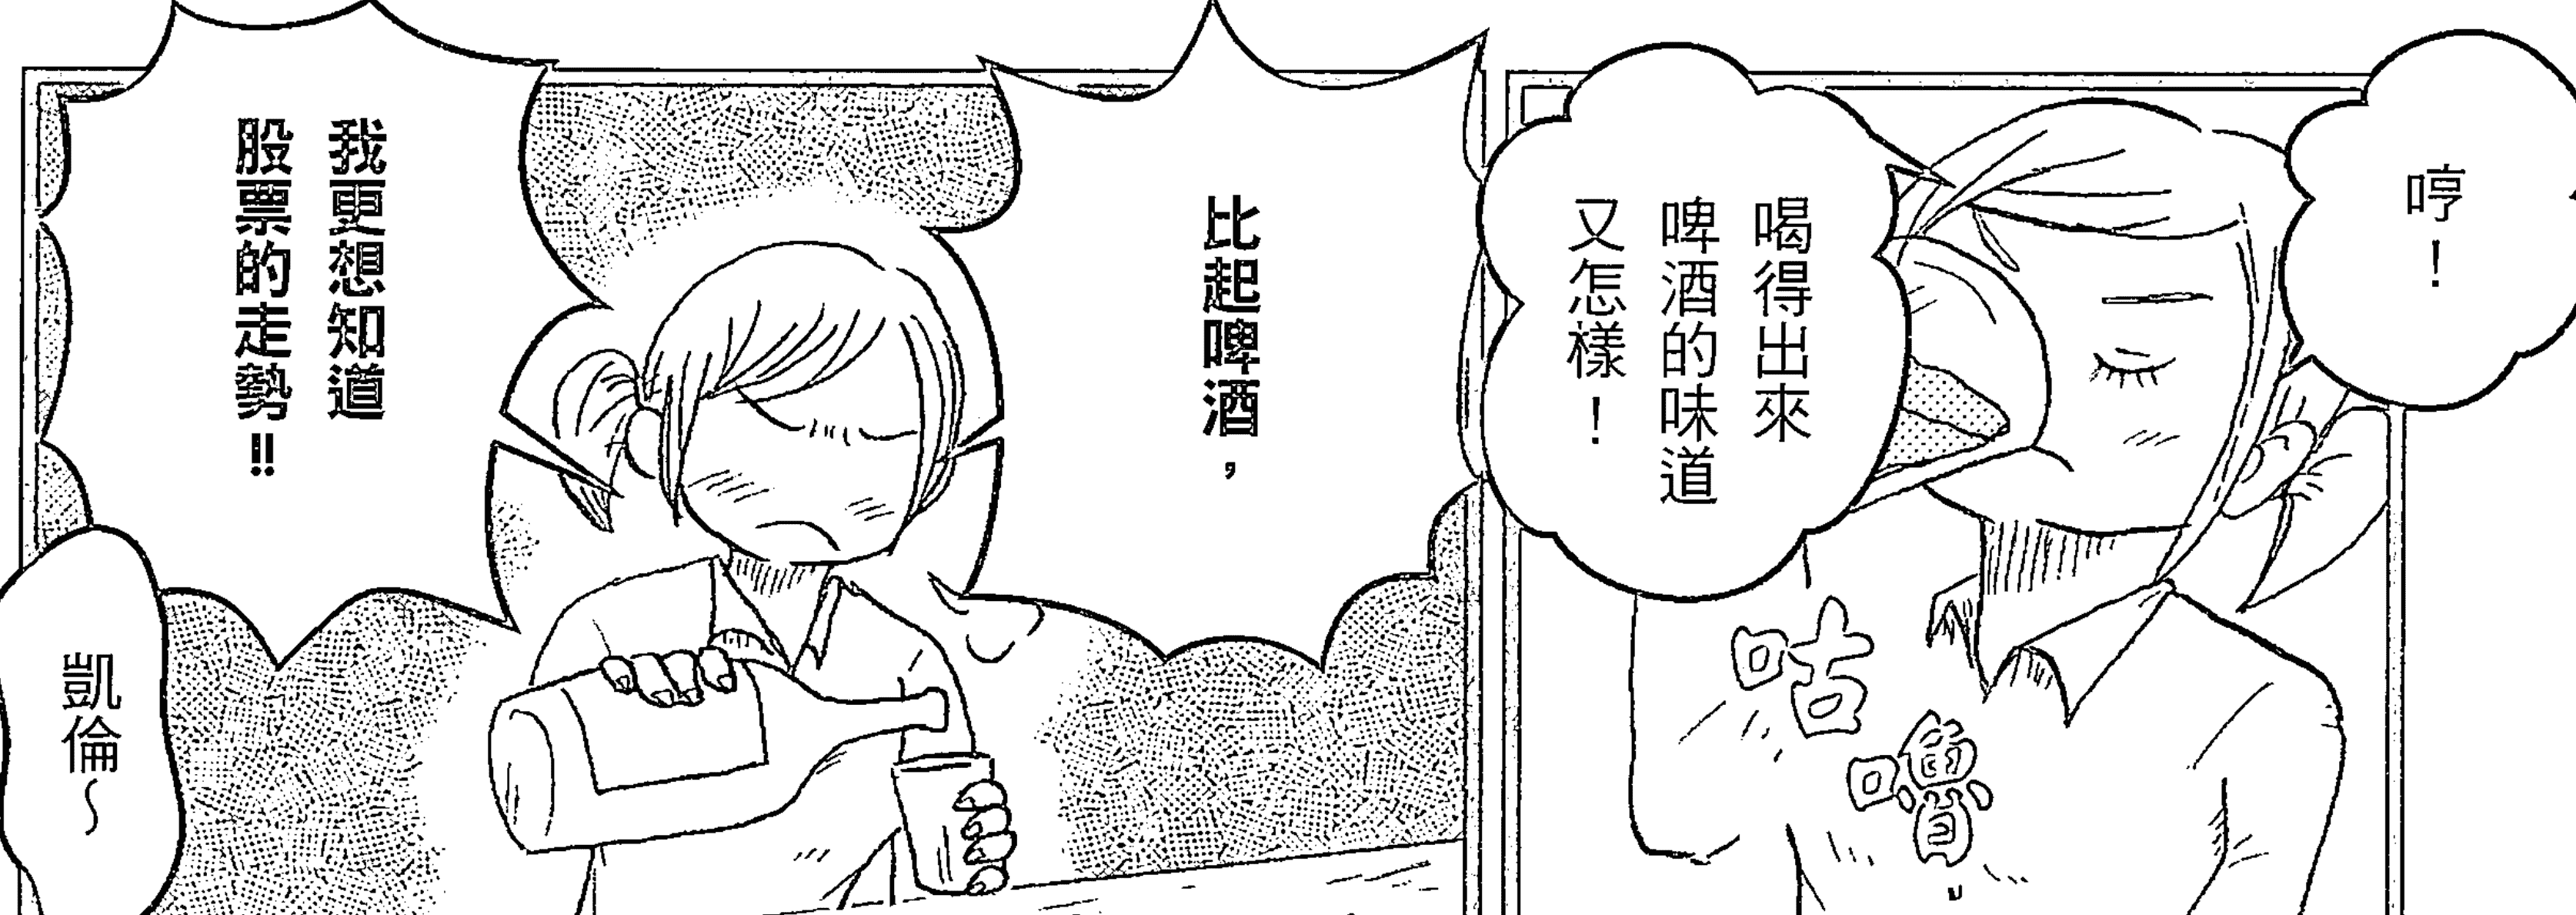 哼！
喝得出來
啤酒的味道
又怎樣！
咕嚕
比起啤酒，
我更想知道
股票的走勢!!
凱倫～